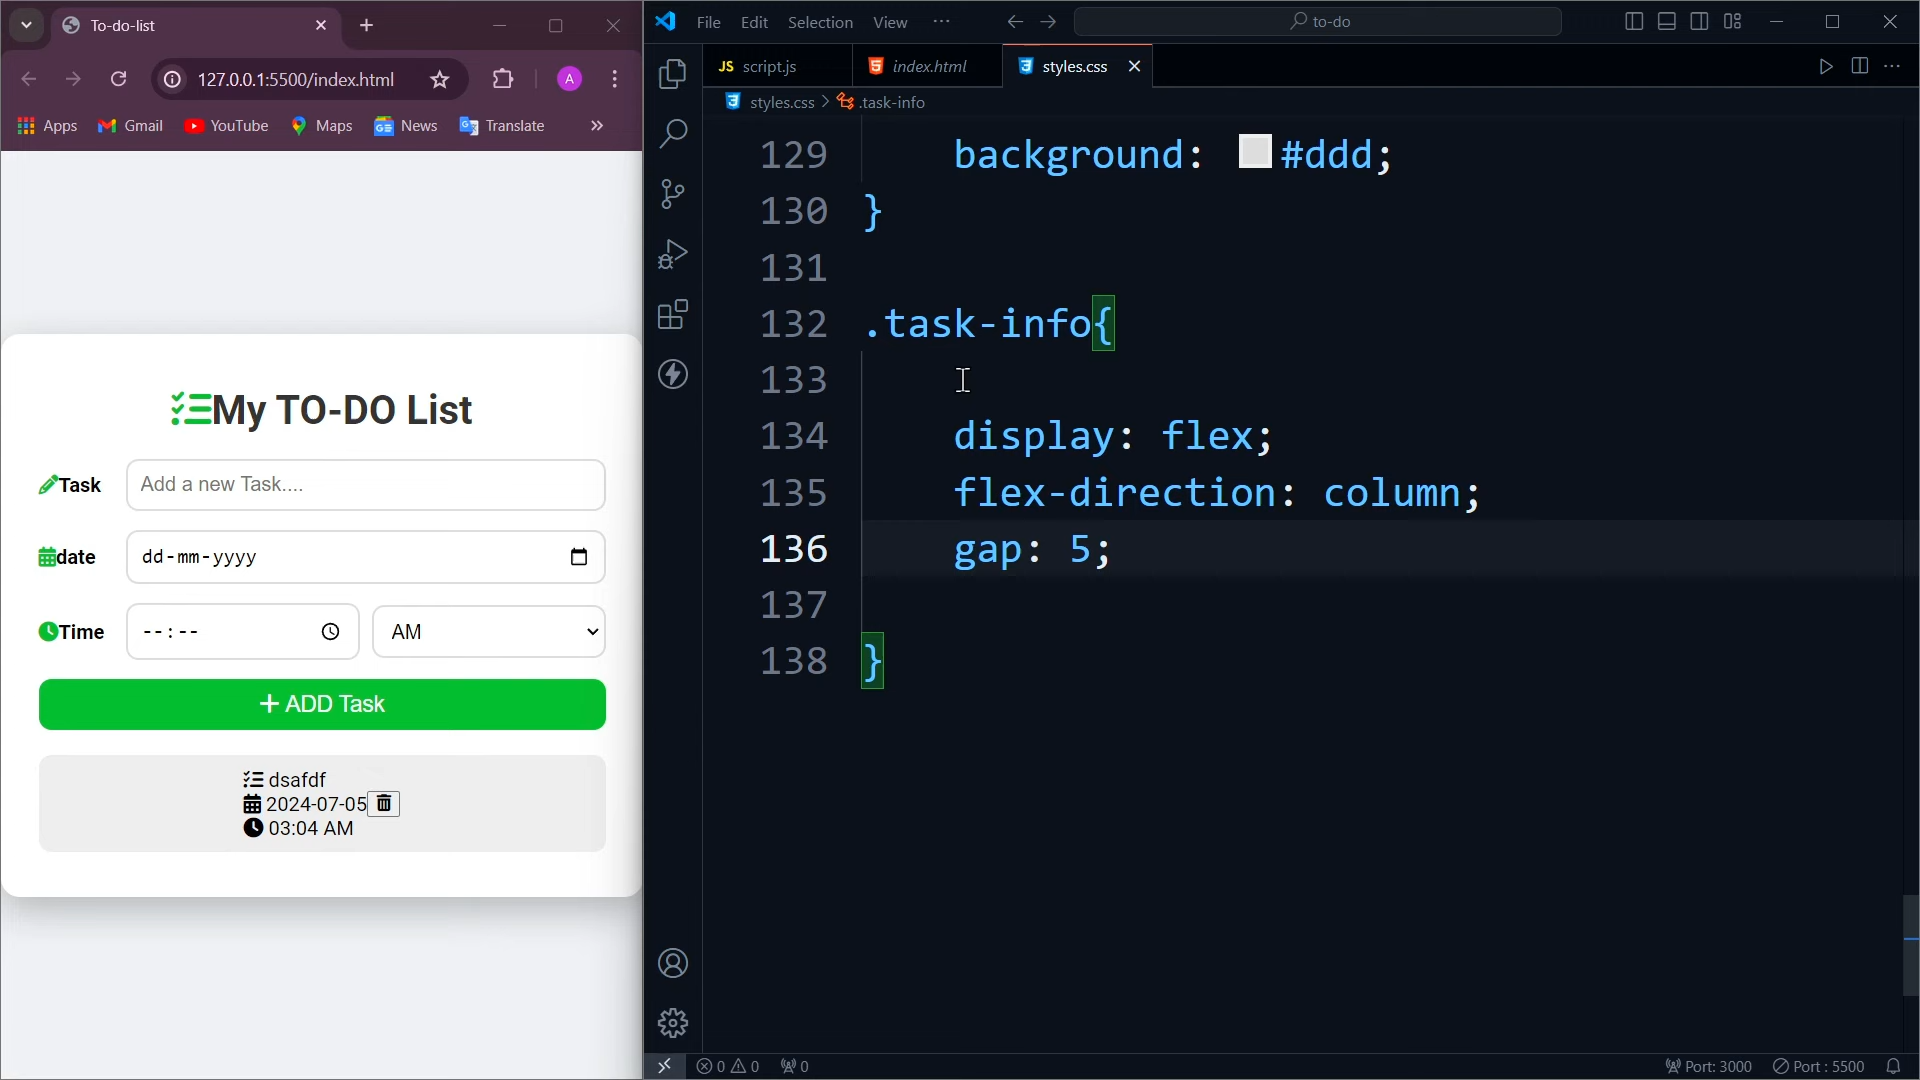 To-do-list
127.0.0.1:5500/index.html
A
Apps
Gmail
YouTube
Maps
News
Translate
My TO-DO List
Task
Add a new Task....
date
dd-mm-yyyy
Time
--:--
AM
+ ADD Task
dsafdf
2024-07-05
03:04 AM
File
Edit
Selection
View
···
to-do
JS script.js
index.html
styles.css
styles.css > .task-info
129 background: #ddd;
130 }
131
132 .task-info{
133
134 display: flex;
135 flex-direction: column;
136 gap: 5;
137
138 }
0
0
0
Port: 3000
Port : 5500